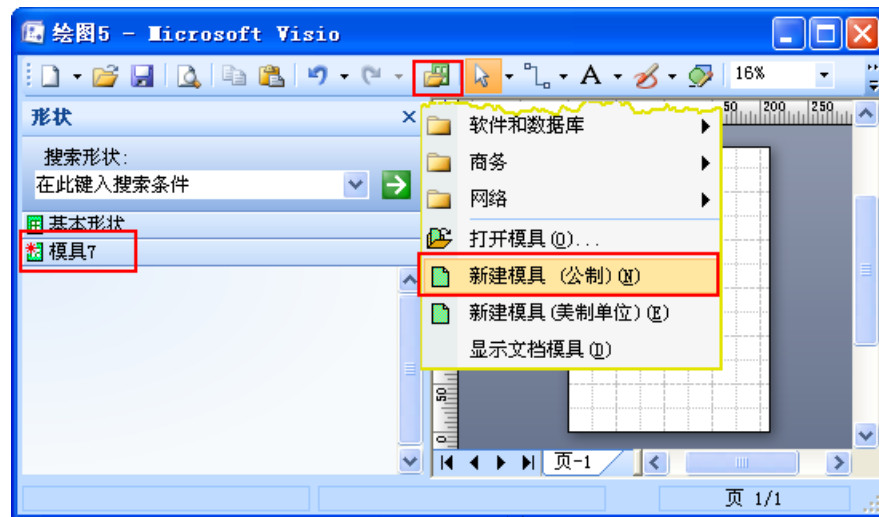 绘图5 - Microsoft Visio
A
16%
形状
搜索形状:
在此键入搜索条件
基本形状
模具7
软件和数据库
商务
网络
打开模具(O)...
新建模具 (公制)(N)
新建模具(美制单位)(E)
显示文档模具(D)
50 200 250
50
0
页-1
页 1/1